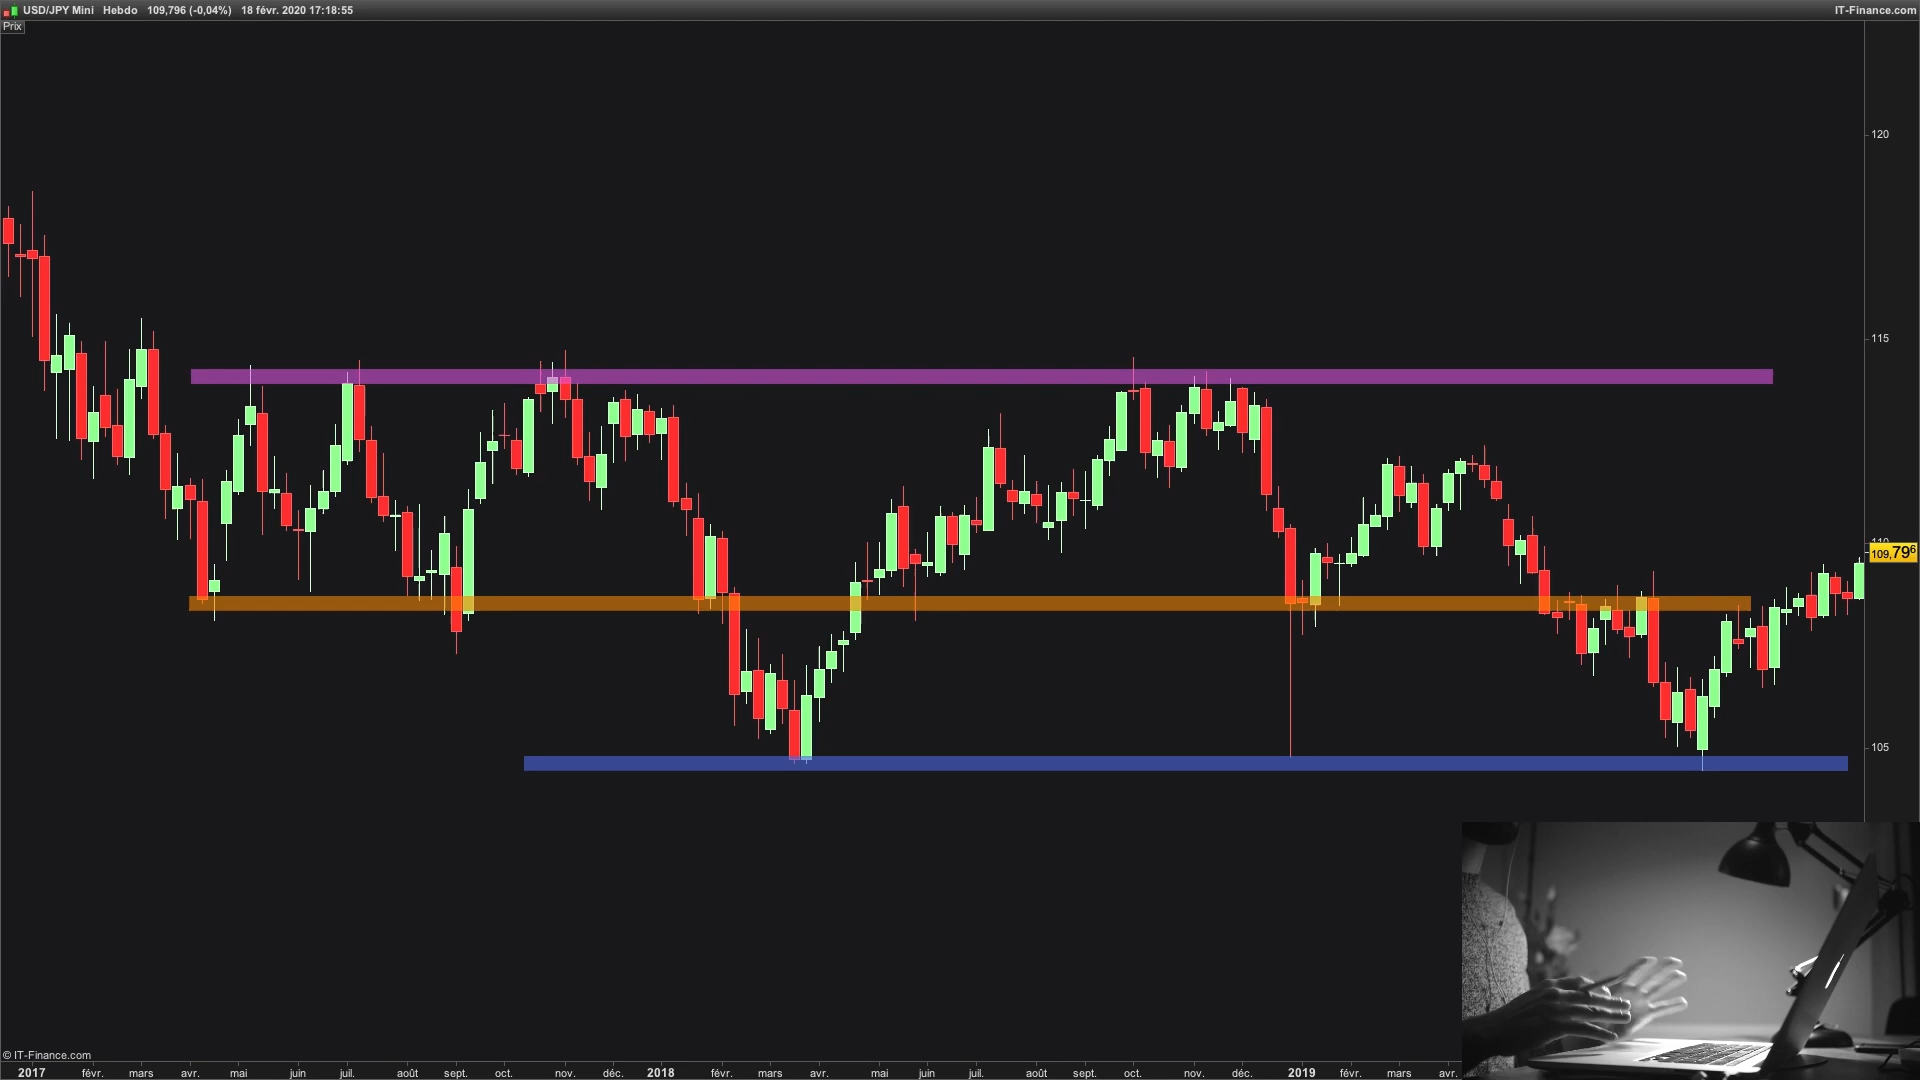 USD/JPY Mini Hebdo 109,796 (-0,04%) 18 févr. 2020 17:18:55
IT-Finance.com
Prix
120
115
110
109,796
105
© IT-Finance.com
2017 févr. mars avr. mai juin juil. août sept. oct. nov. déc. 2018 févr. mars avr. mai juin juil. août sept. oct. nov. déc. 2019 févr. mars avr.